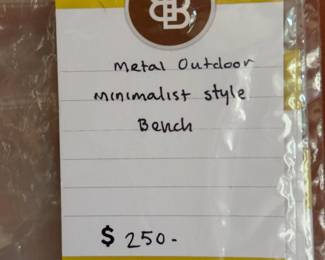 Metal Outdoor
Minimalist style
Bench
$ 250-